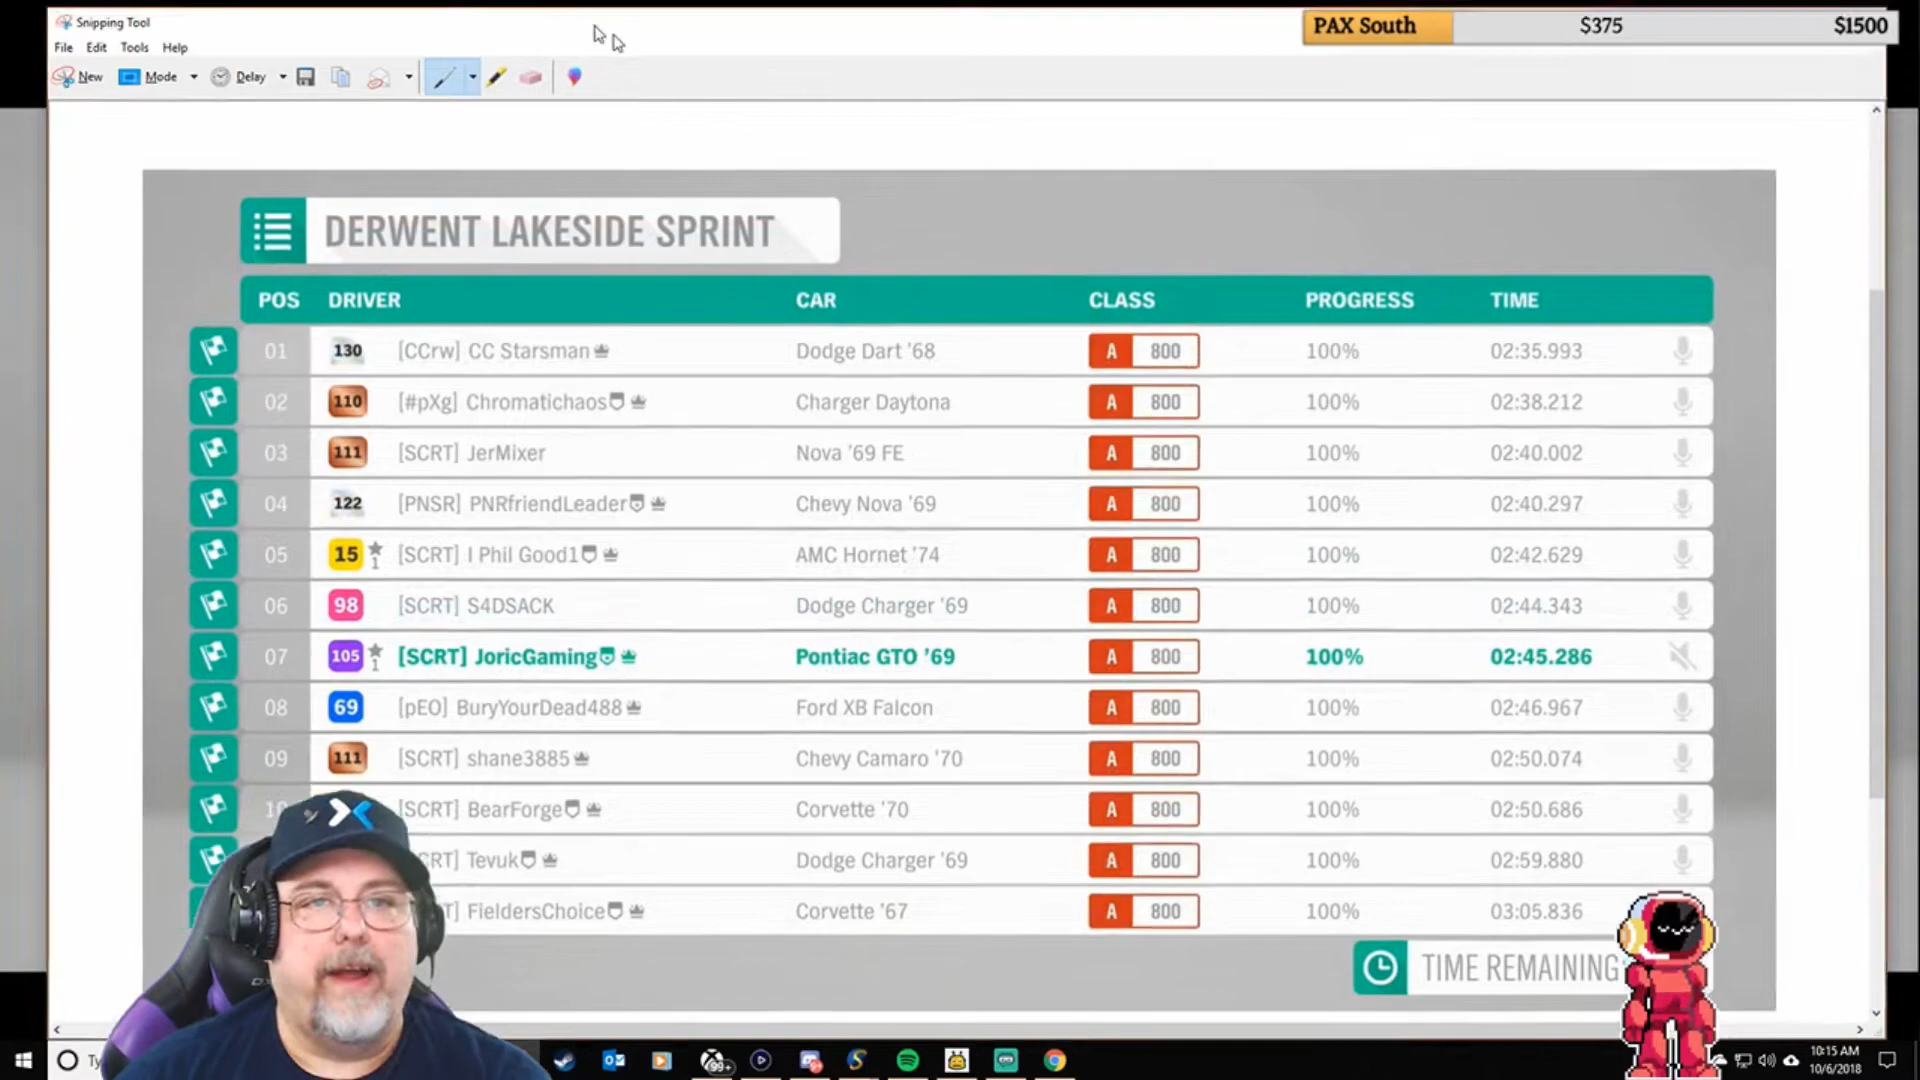 Snipping Tool
PAX South $375 $1500
File Edit Tools Help
New Mode Delay
DERWENT LAKESIDE SPRINT
POS DRIVER CAR CLASS PROGRESS TIME
01 130 [CCrw] CC Starsman Dodge Dart '68 A 800 100% 02:35.993
02 110 [#pXg] Chromatichaos Charger Daytona A 800 100% 02:38.212
03 111 [SCRT] JerMixer Nova '69 FE A 800 100% 02:40.002
04 122 [PNSR] PNRfriendLeader Chevy Nova '69 A 800 100% 02:40.297
05 15 1 [SCRT] I Phil Good1 AMC Hornet '74 A 800 100% 02:42.629
06 98 [SCRT] S4DSACK Dodge Charger '69 A 800 100% 02:44.343
07 105 1 [SCRT] JoricGaming Pontiac GTO '69 A 800 100% 02:45.286
08 69 [pEO] BuryYourDead488 Ford XB Falcon A 800 100% 02:46.967
09 111 [SCRT] shane3885 Chevy Camaro '70 A 800 100% 02:50.074
10 [SCRT] BearForge Corvette '70 A 800 100% 02:50.686
CRT] Tevuk Dodge Charger '69 A 800 100% 02:59.880
T] FieldersChoice Corvette '67 A 800 100% 03:05.836
TIME REMAINING
Ty 99+ 10:15 AM
10/6/2018